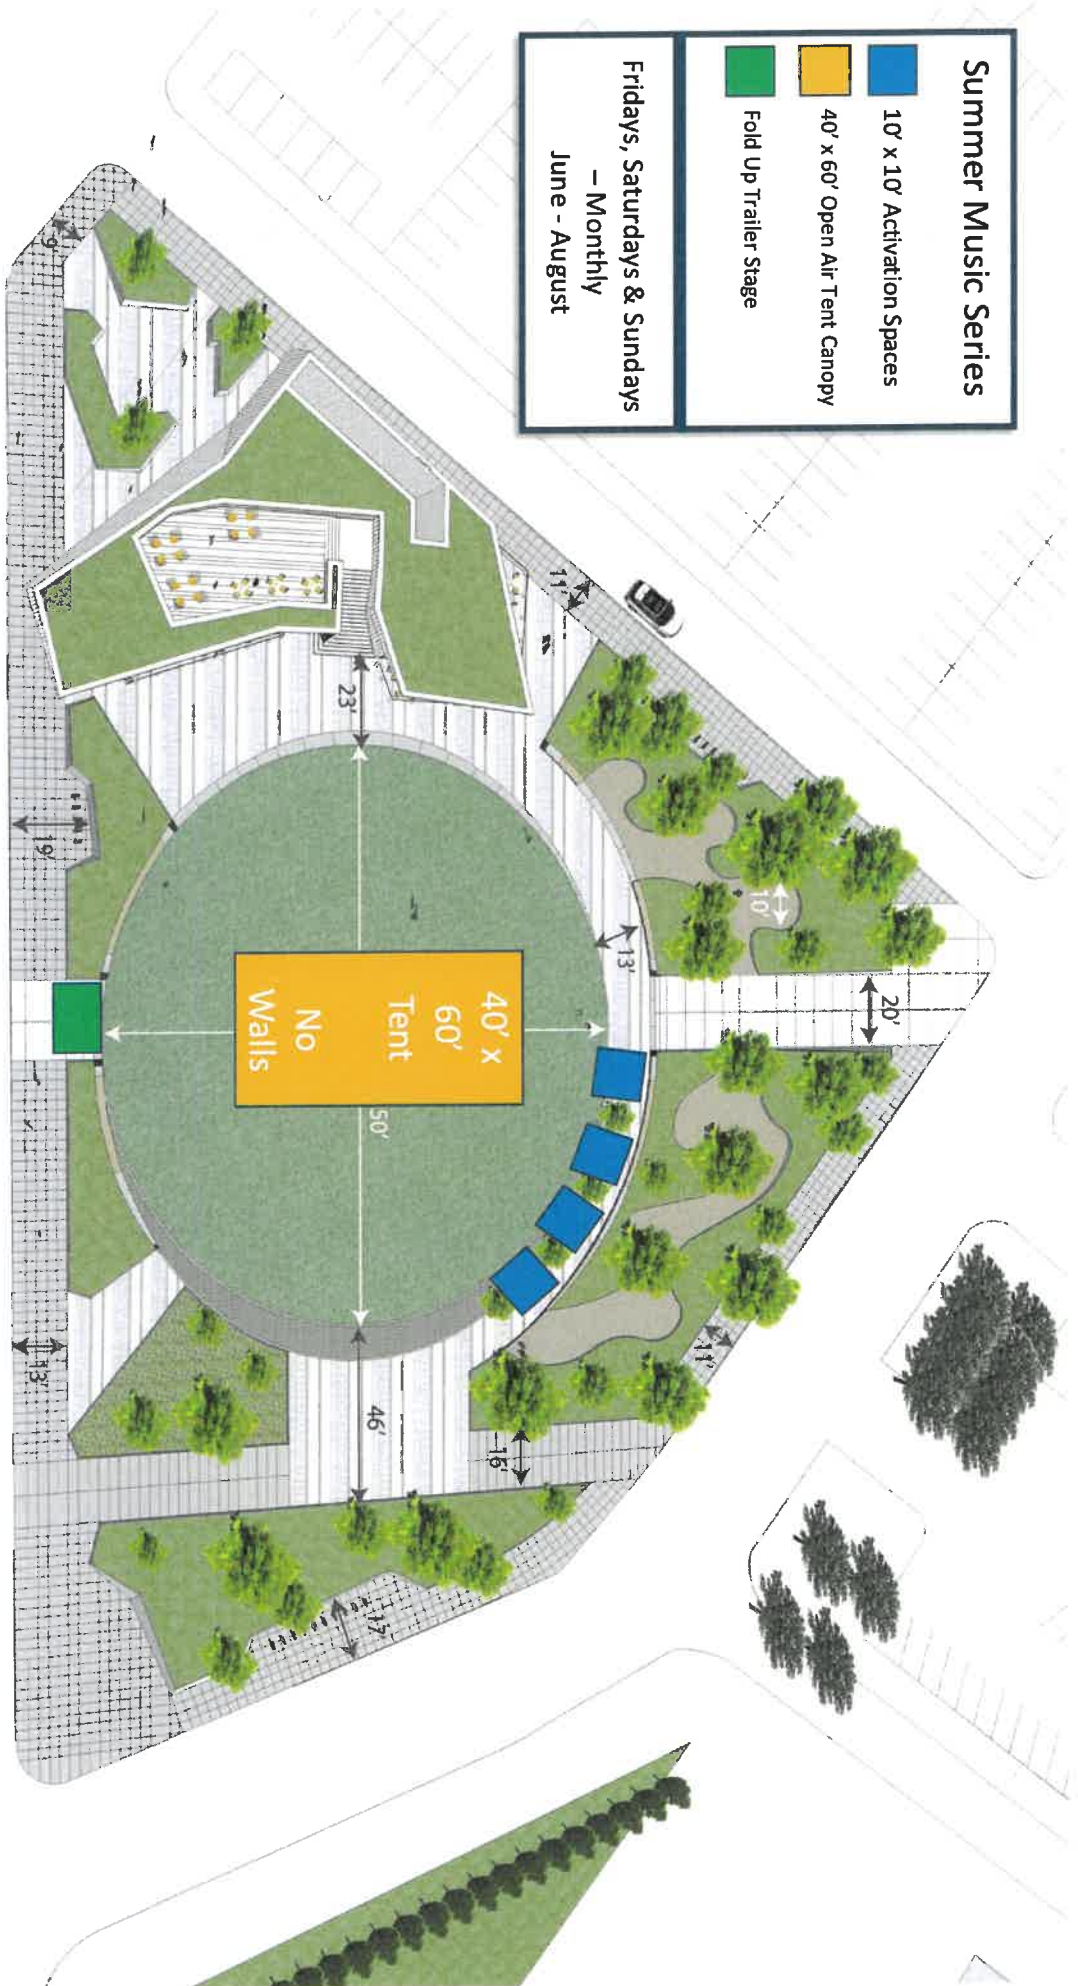 Summer Music Series
10' x 10' Activation Spaces
40' x 60' Open Air Tent Canopy
Fold Up Trailer Stage
Fridays, Saturdays & Sundays
– Monthly
June - August
11'
10'
20'
13'
23'
40' x
60'
Tent
No
Walls
50'
46'
16'
11'
17'
9'
19'
13'